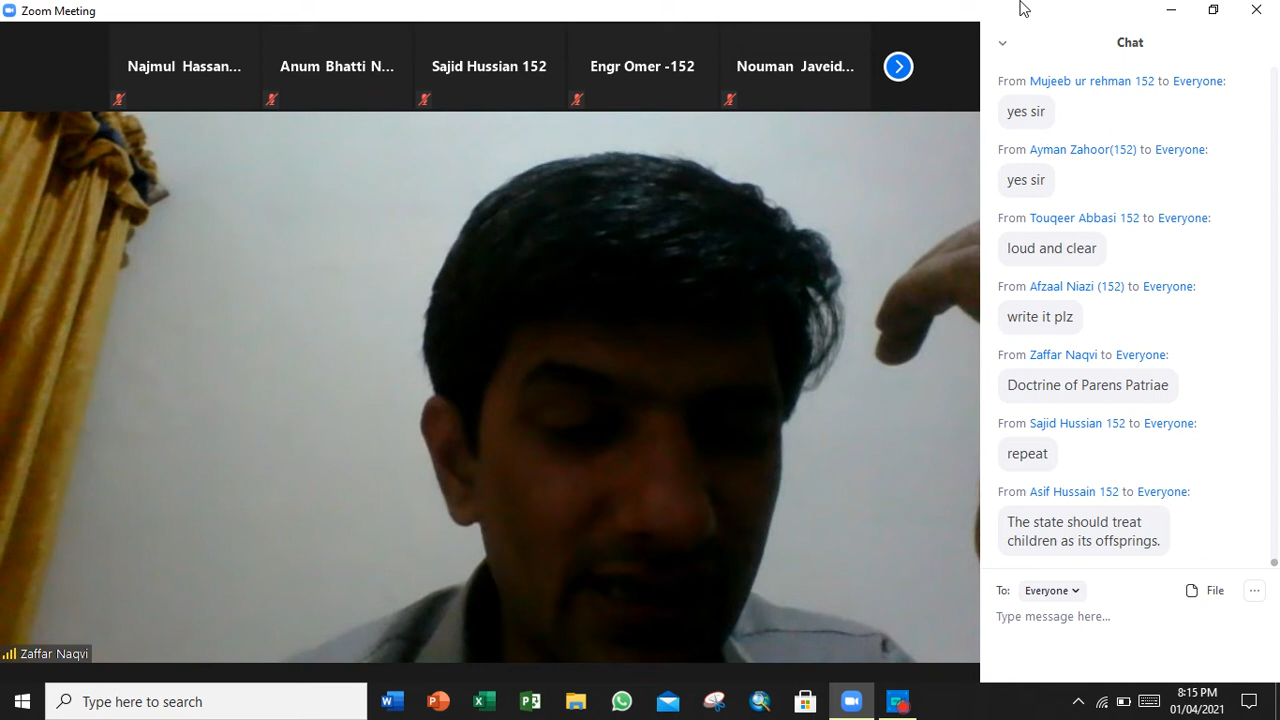 Zoom Meeting
Najmul Hassan...
Anum Bhatti N...
Sajid Hussian 152
Engr Omer -152
Nouman Javeid...
Zaffar Naqvi
Chat
From Mujeeb ur rehman 152 to Everyone:
yes sir
From Ayman Zahoor(152) to Everyone:
yes sir
From Touqeer Abbasi 152 to Everyone:
loud and clear
From Afzaal Niazi (152) to Everyone:
write it plz
From Zaffar Naqvi to Everyone:
Doctrine of Parens Patriae
From Sajid Hussian 152 to Everyone:
repeat
From Asif Hussain 152 to Everyone:
The state should treat
children as its offsprings.
To: Everyone File
Type message here...
Type here to search
8:15 PM
01/04/2021